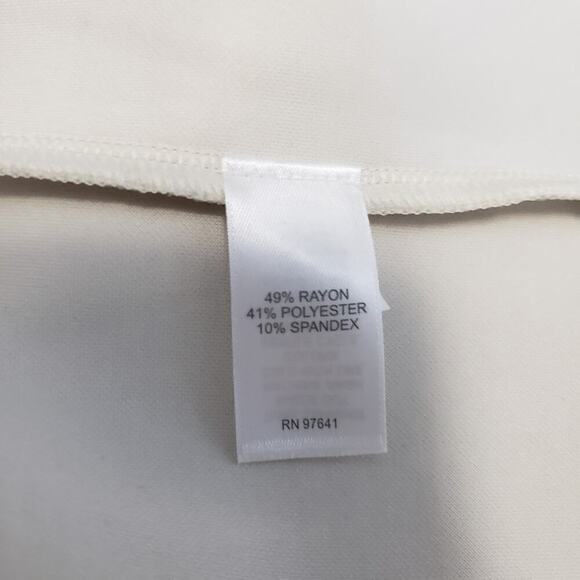 49% RAYON
41% POLYESTER
10% SPANDEX
RN 97641